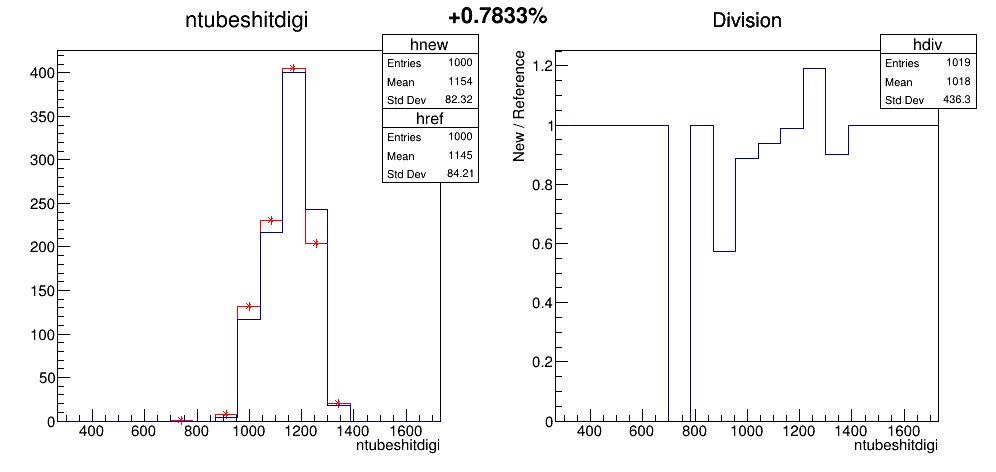 ntubeshitdigi
+0.7833%
Division
hnew
Entries 1000
Mean 1154
Std Dev 82.32
href
Entries 1000
Mean 1145
Std Dev 84.21
400
350
300
250
200
150
100
50
0
400 600 800 1000 1200 1400 1600
ntubeshitdigi
hdiv
Entries 1019
Mean 1018
Std Dev 436.3
New / Reference
1.2
1
0.8
0.6
0.4
0.2
0
400 600 800 1000 1200 1400 1600
ntubeshitdigi